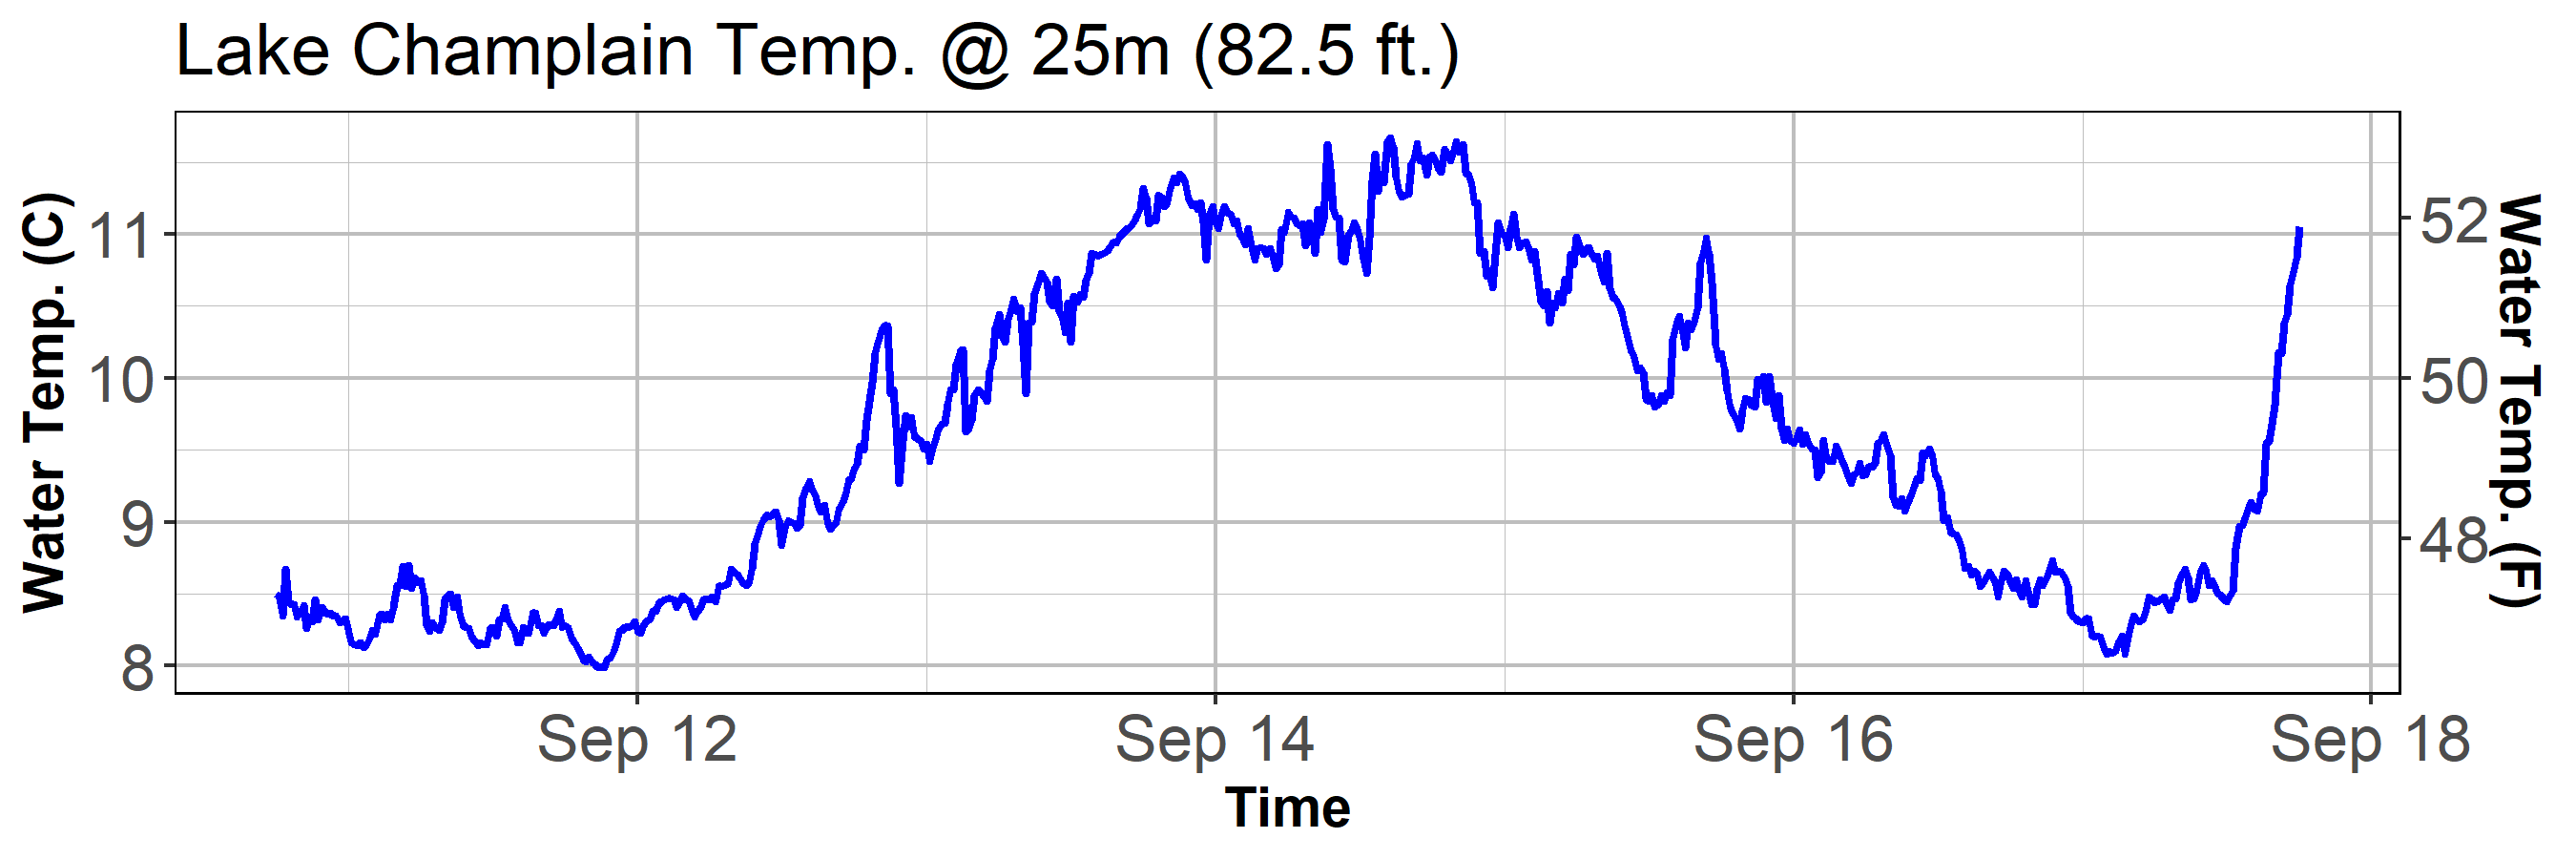 Lake Champlain Temp. @ 25m (82.5 ft.)
Water Temp. (C)
11
10
9
8
52
50
48
Water Temp. (F)
Sep 12
Sep 14
Sep 16
Sep 18
Time